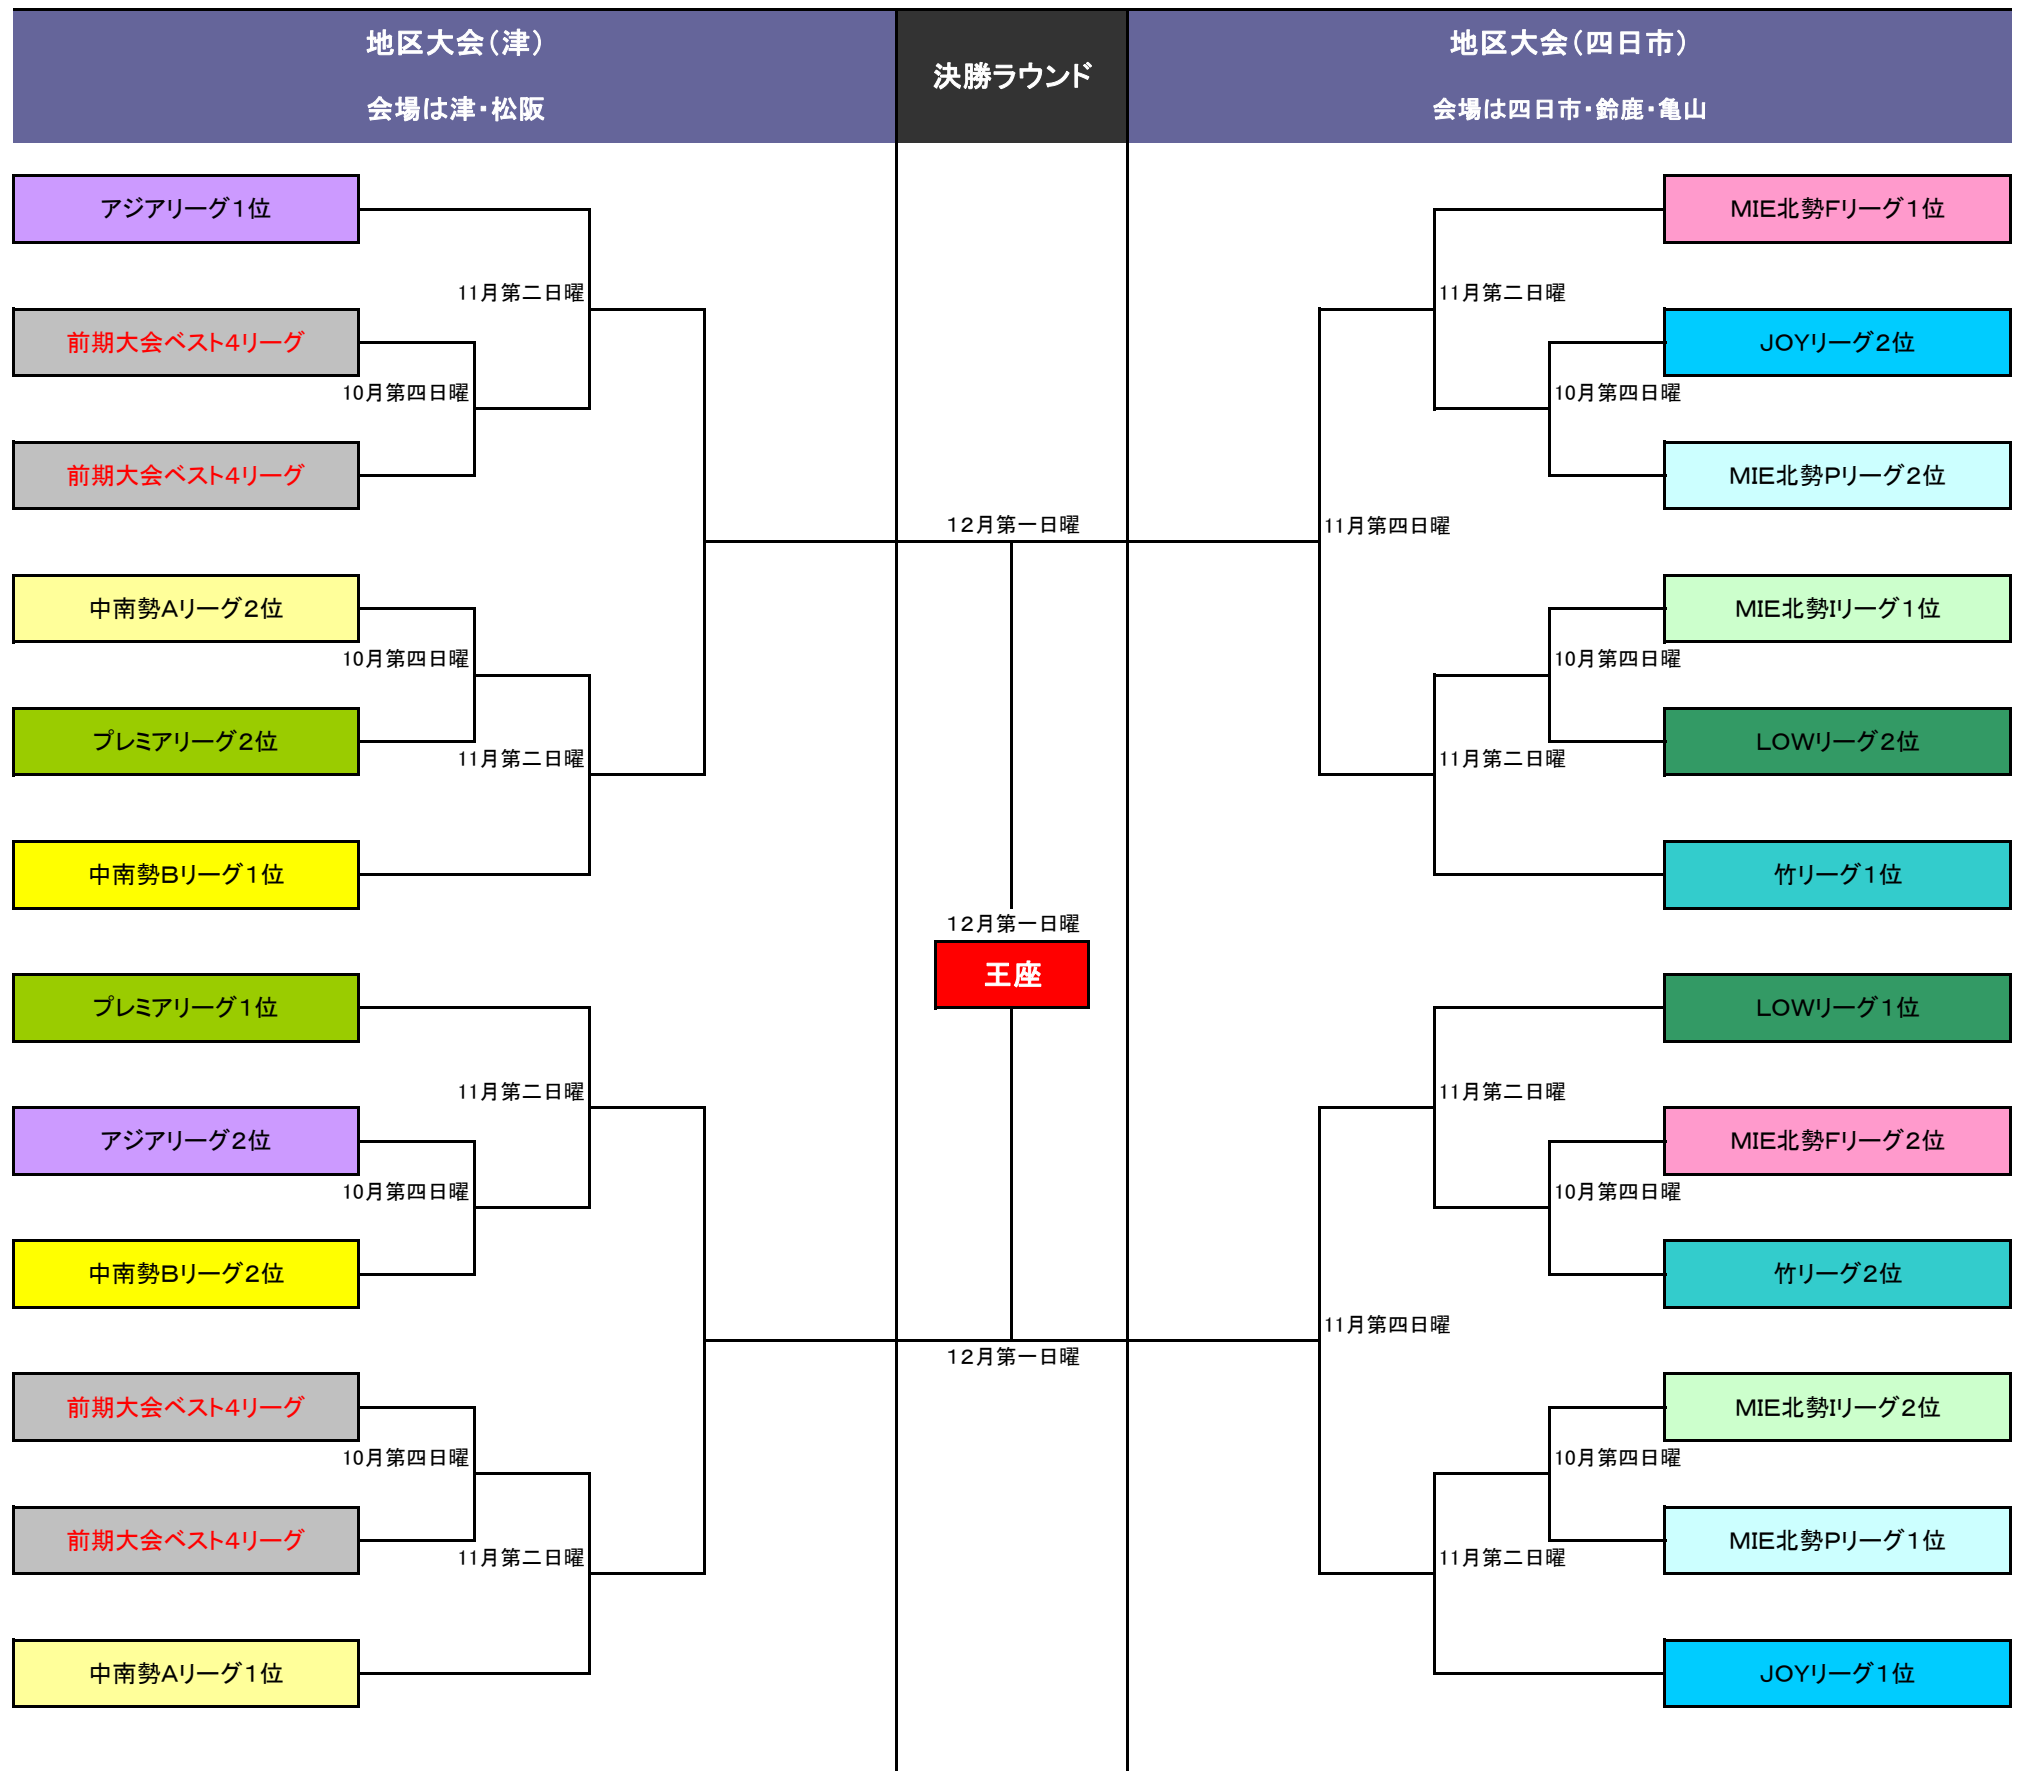 地区大会（津）
会場は津・松阪
決勝ラウンド
地区大会（四日市）
会場は四日市・鈴鹿・亀山
アジアリーグ１位
11月第二日曜
前期大会ベスト４リーグ
10月第四日曜
前期大会ベスト４リーグ
中南勢Aリーグ２位
10月第四日曜
プレミアリーグ２位
11月第二日曜
中南勢Bリーグ１位
プレミアリーグ１位
11月第二日曜
アジアリーグ２位
10月第四日曜
中南勢Bリーグ２位
前期大会ベスト４リーグ
10月第四日曜
前期大会ベスト４リーグ
11月第二日曜
中南勢Aリーグ１位
１２月第一日曜
１２月第一日曜
王座
１２月第一日曜
MIE北勢Fリーグ１位
11月第二日曜
JOYリーグ２位
10月第四日曜
MIE北勢Pリーグ２位
11月第四日曜
MIE北勢Iリーグ１位
10月第四日曜
LOWリーグ２位
11月第二日曜
竹リーグ１位
LOWリーグ１位
11月第二日曜
MIE北勢Fリーグ２位
10月第四日曜
竹リーグ２位
11月第四日曜
MIE北勢Iリーグ２位
10月第四日曜
MIE北勢Pリーグ１位
11月第二日曜
JOYリーグ１位